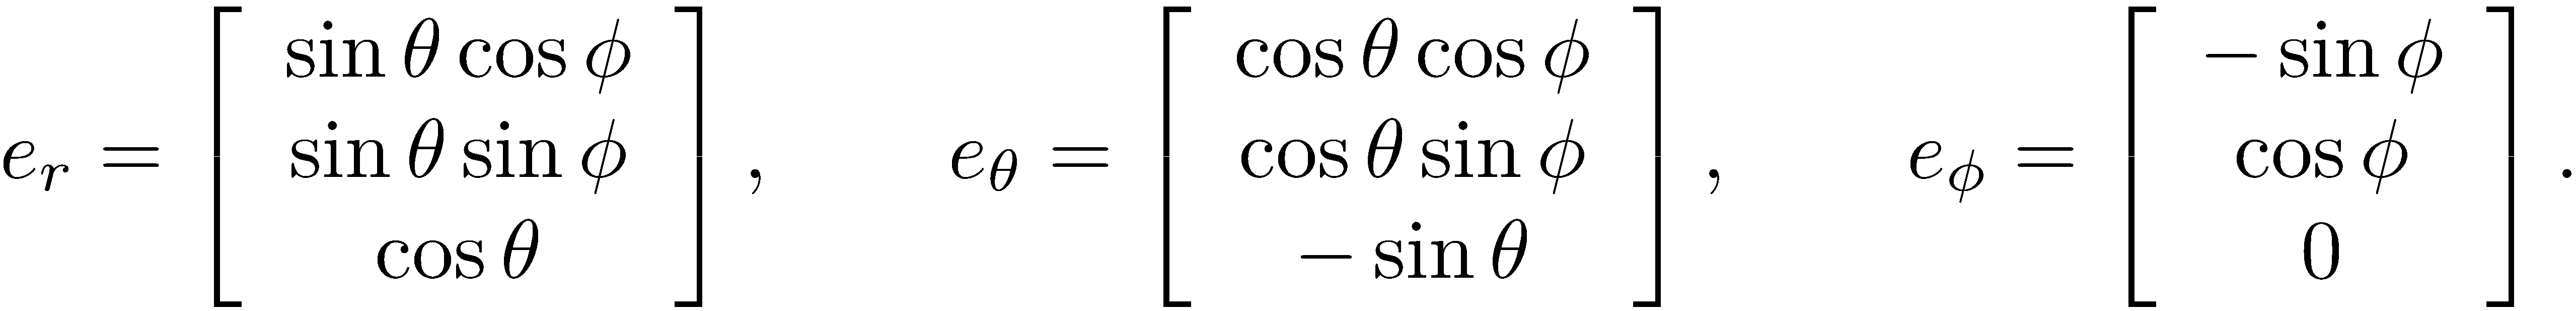 e_r = [ sin θ cos φ ; sin θ sin φ ; cos θ ] , e_θ = [ cos θ cos φ ; cos θ sin φ ; − sin θ ] , e_φ = [ − sin φ ; cos φ ; 0 ] .